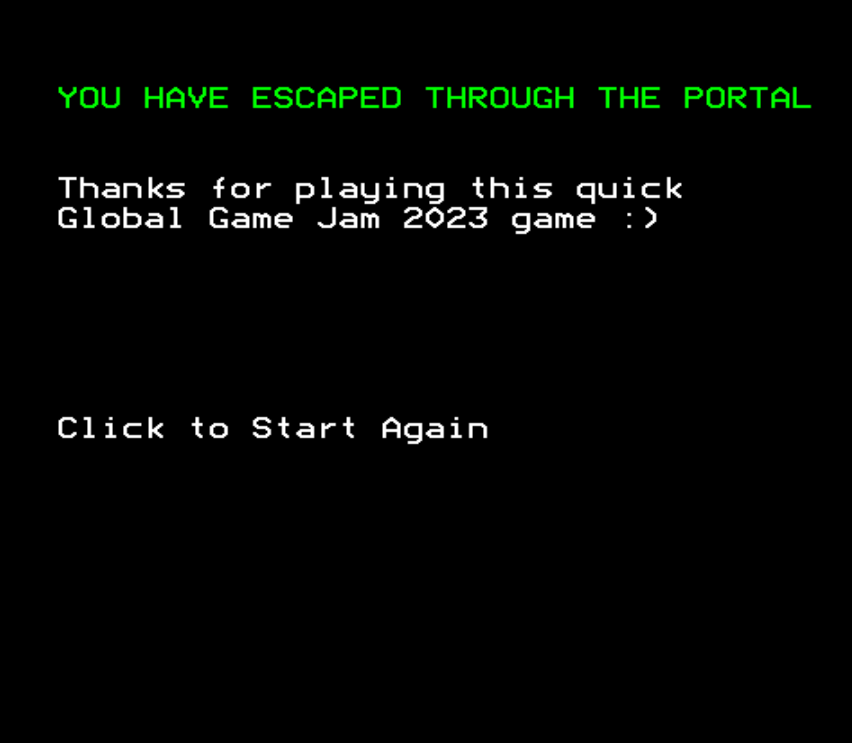 YOU HAVE ESCAPED THROUGH THE PORTAL
Thanks for playing this quick
Global Game Jam 2023 game :)
Click to Start Again